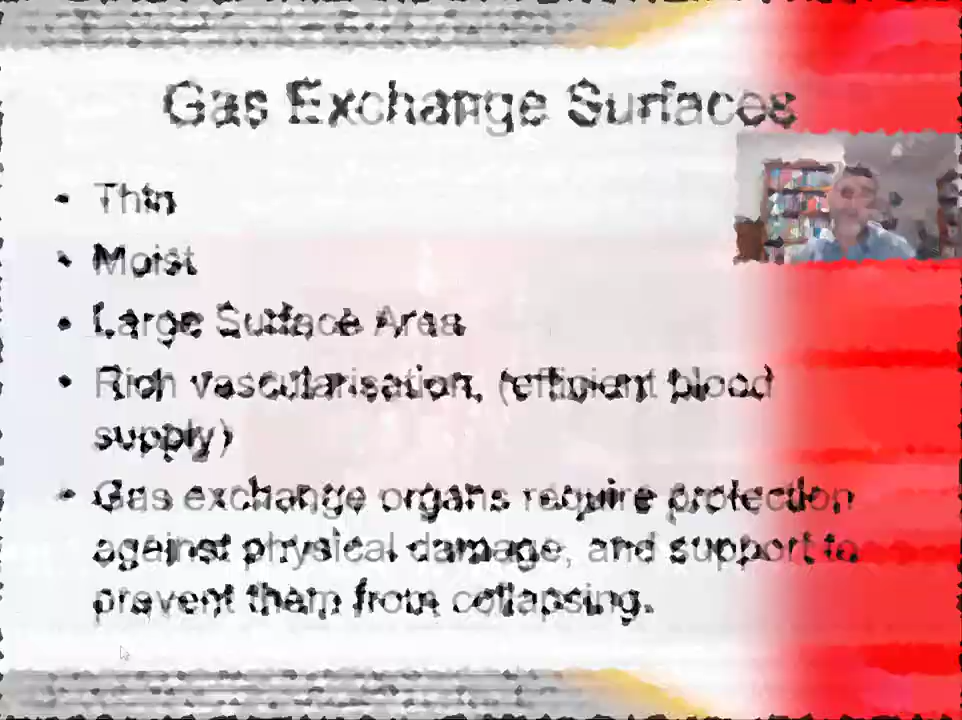 Gas Exchange Surfaces
• Thin
• Moist
• Large Surface Area
• Rich vascularisation, (efficient blood
supply)
• Gas exchange organs require protection
against physical damage, and support to
prevent them from collapsing.